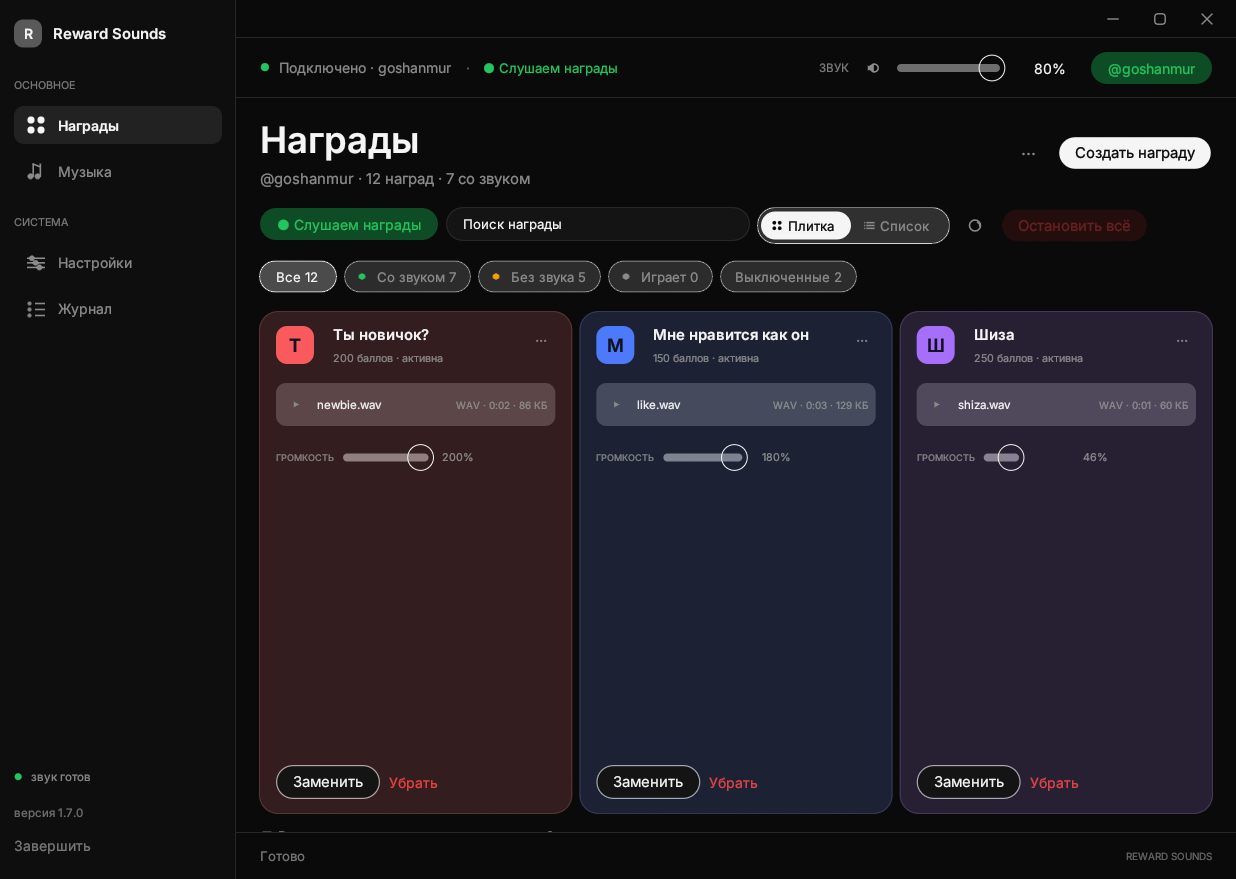 R Reward Sounds
ОСНОВНОЕ
Награды
Музыка
СИСТЕМА
Настройки
Журнал
звук готов
версия 1.7.0
Завершить
Подключено · goshanmur · Слушаем награды
ЗВУК 80% @goshanmur
Награды
@goshanmur · 12 наград · 7 со звуком
... Создать награду
Слушаем награды Поиск награды Плитка Список Остановить всё
Все 12 Со звуком 7 Без звука 5 Играет 0 Выключенные 2
Т Ты новичок? ...
200 баллов · активна
newbie.wav WAV · 0:02 · 86 КБ
ГРОМКОСТЬ 200%
Заменить Убрать
М Мне нравится как он ...
150 баллов · активна
like.wav WAV · 0:03 · 129 КБ
ГРОМКОСТЬ 180%
Заменить Убрать
Ш Шиза ...
250 баллов · активна
shiza.wav WAV · 0:01 · 60 КБ
ГРОМКОСТЬ 46%
Заменить Убрать
Готово REWARD SOUNDS